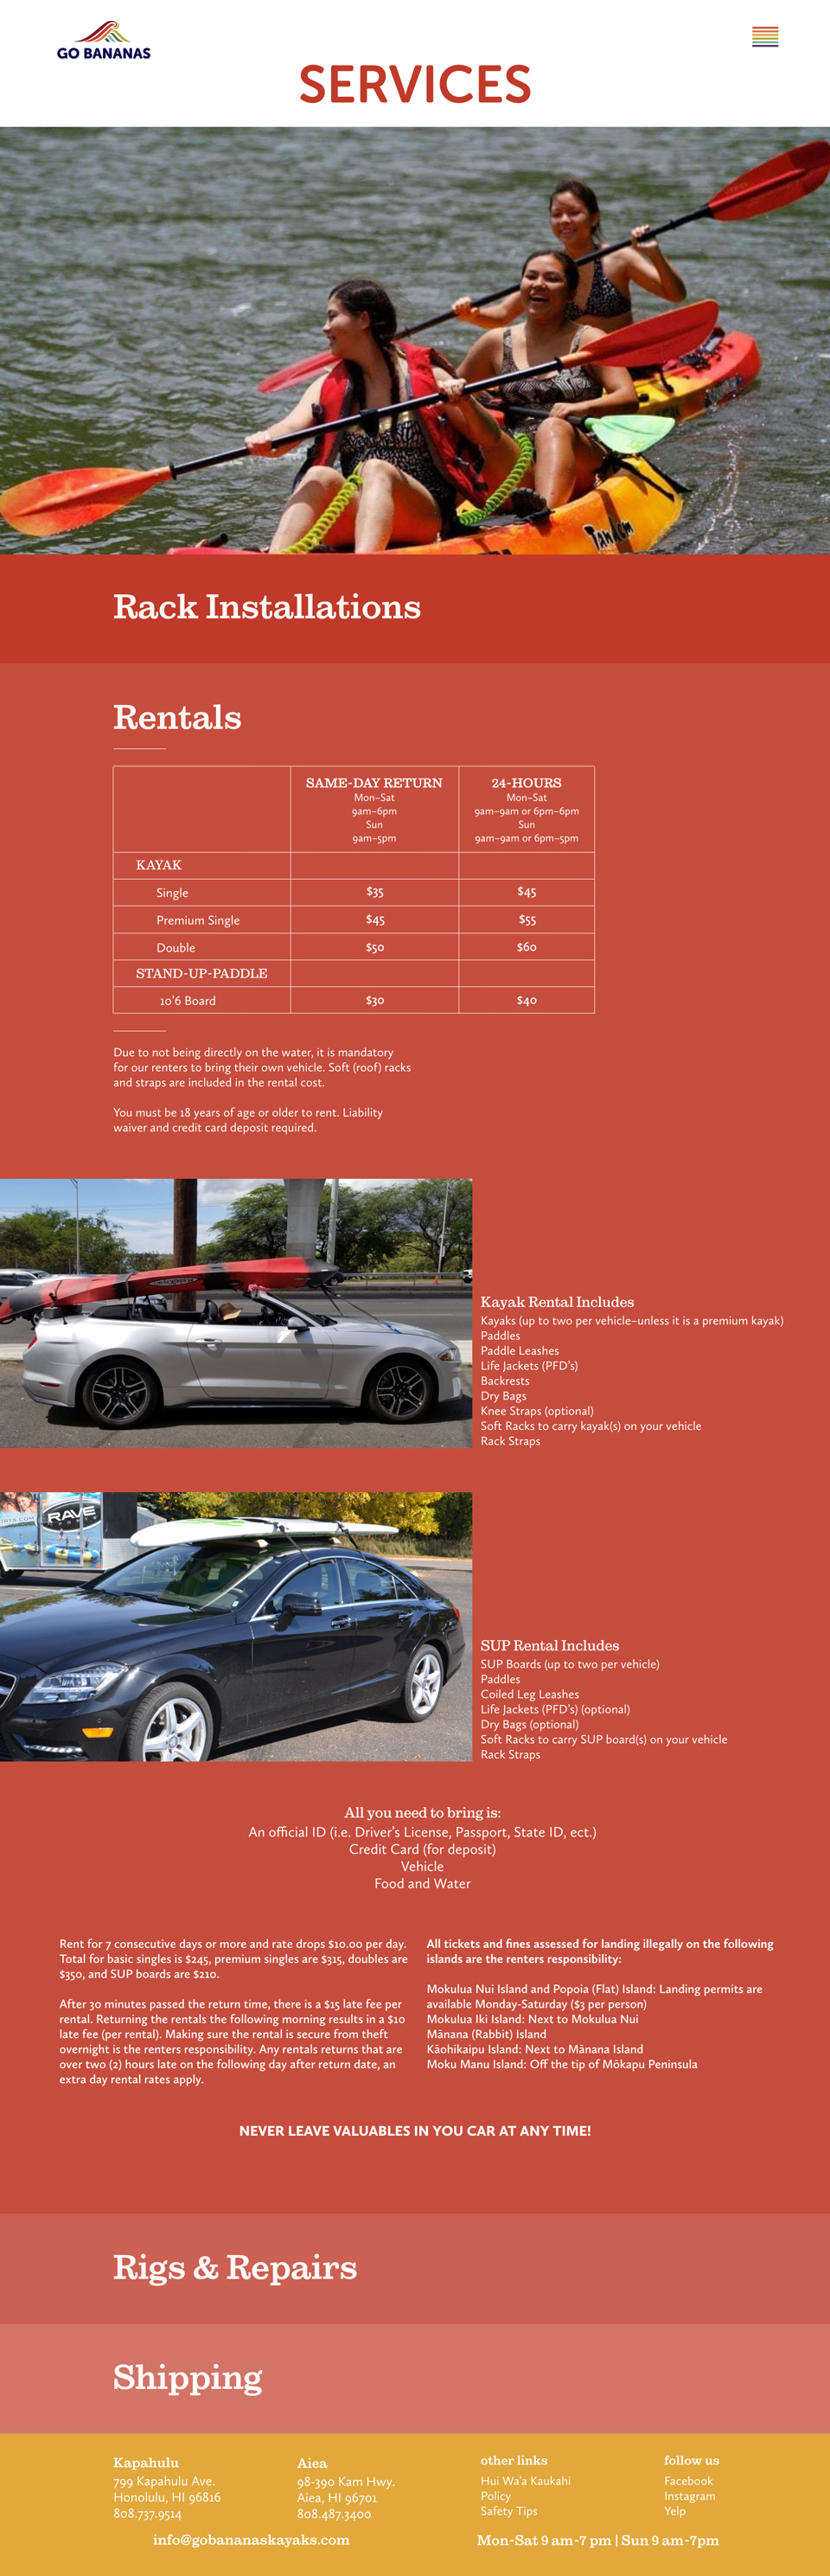 GO BANANAS
SERVICES
Tandem
Rack Installations
Rentals
SAME-DAY RETURN
Mon–Sat
9am–6pm
Sun
9am–5pm
24-HOURS
Mon–Sat
9am–9am or 6pm–6pm
Sun
9am–9am or 6pm–5pm
KAYAK
Single $35 $45
Premium Single $45 $55
Double $50 $60
STAND-UP-PADDLE
10'6 Board $30 $40
Due to not being directly on the water, it is mandatory
for our renters to bring their own vehicle. Soft (roof) racks
and straps are included in the rental cost.
You must be 18 years of age or older to rent. Liability
waiver and credit card deposit required.
Kayak Rental Includes
Kayaks (up to two per vehicle–unless it is a premium kayak)
Paddles
Paddle Leashes
Life Jackets (PFD's)
Backrests
Dry Bags
Knee Straps (optional)
Soft Racks to carry kayak(s) on your vehicle
Rack Straps
RAVE
SUP Rental Includes
SUP Boards (up to two per vehicle)
Paddles
Coiled Leg Leashes
Life Jackets (PFD's) (optional)
Dry Bags (optional)
Soft Racks to carry SUP board(s) on your vehicle
Rack Straps
All you need to bring is:
An official ID (i.e. Driver's License, Passport, State ID, ect.)
Credit Card (for deposit)
Vehicle
Food and Water
Rent for 7 consecutive days or more and rate drops $10.00 per day.
Total for basic singles is $245, premium singles are $315, doubles are
$350, and SUP boards are $210.
After 30 minutes passed the return time, there is a $15 late fee per
rental. Returning the rentals the following morning results in a $10
late fee (per rental). Making sure the rental is secure from theft
overnight is the renters responsibility. Any rentals returns that are
over two (2) hours late on the following day after return date, an
extra day rental rates apply.
All tickets and fines assessed for landing illegally on the following
islands are the renters responsibility:
Mokulua Nui Island and Popoia (Flat) Island: Landing permits are
available Monday-Saturday ($3 per person)
Mokulua Iki Island: Next to Mokulua Nui
Mānana (Rabbit) Island
Kāohikaipu Island: Next to Mānana Island
Moku Manu Island: Off the tip of Mōkapu Peninsula
NEVER LEAVE VALUABLES IN YOU CAR AT ANY TIME!
Rigs & Repairs
Shipping
Kapahulu
799 Kapahulu Ave.
Honolulu, HI 96816
808.737.9514
Aiea
98-390 Kam Hwy.
Aiea, HI 96701
808.487.3400
other links
Hui Wa'a Kaukahi
Policy
Safety Tips
follow us
Facebook
Instagram
Yelp
info@gobananaskayaks.com
Mon-Sat 9 am-7 pm | Sun 9 am-7pm